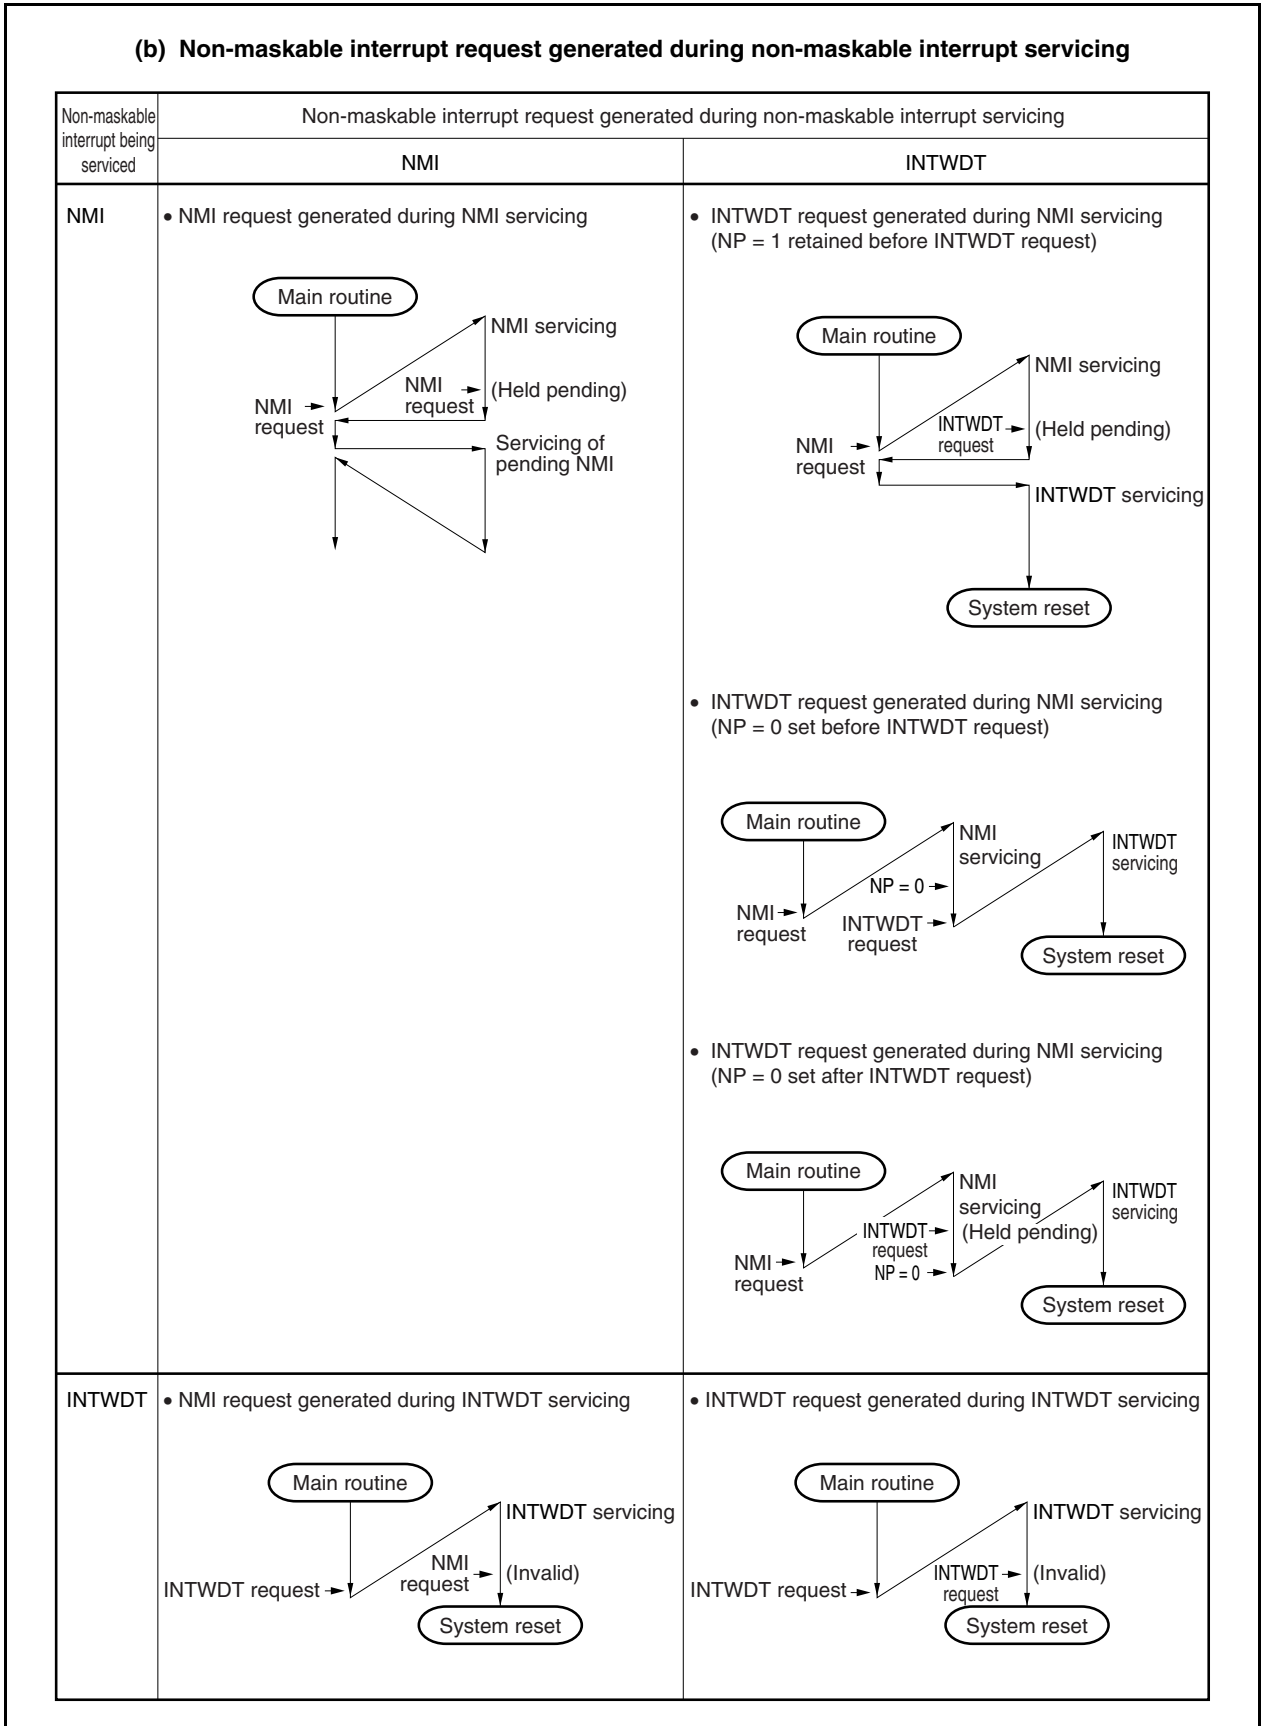 (b) Non-maskable interrupt request generated during non-maskable interrupt servicing
Non-maskable
interrupt being
serviced
Non-maskable interrupt request generated during non-maskable interrupt servicing
NMI
INTWDT
NMI
• NMI request generated during NMI servicing
Main routine
NMI servicing
NMI
request
(Held pending)
NMI
request
Servicing of
pending NMI
• INTWDT request generated during NMI servicing
(NP = 1 retained before INTWDT request)
Main routine
NMI servicing
INTWDT
request
(Held pending)
NMI
request
INTWDT servicing
System reset
• INTWDT request generated during NMI servicing
(NP = 0 set before INTWDT request)
Main routine
NMI
servicing
INTWDT
servicing
NP = 0
NMI
request
INTWDT
request
System reset
• INTWDT request generated during NMI servicing
(NP = 0 set after INTWDT request)
Main routine
NMI
servicing
INTWDT
servicing
INTWDT
request
(Held pending)
NMI
request
NP = 0
System reset
INTWDT
• NMI request generated during INTWDT servicing
Main routine
INTWDT servicing
NMI
request
(Invalid)
INTWDT request
System reset
• INTWDT request generated during INTWDT servicing
Main routine
INTWDT servicing
INTWDT
request
(Invalid)
INTWDT request
System reset